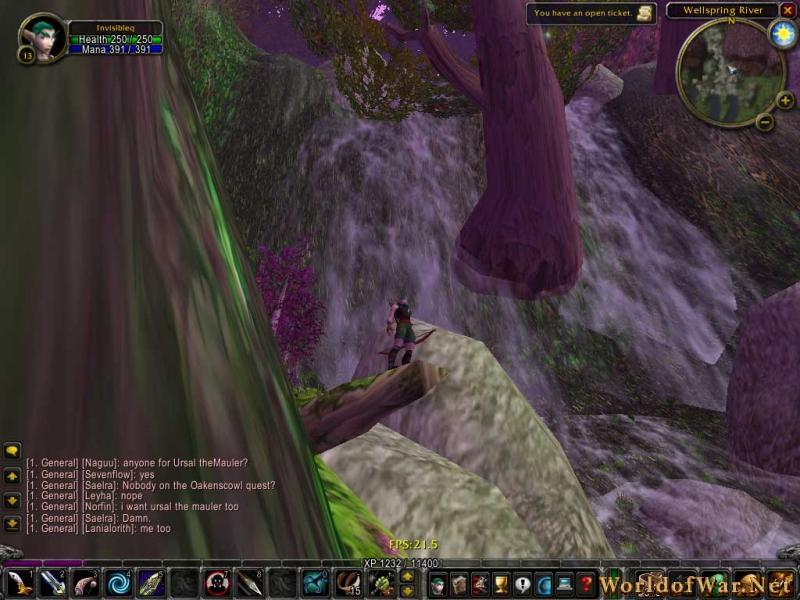 You have an open ticket.
Wellspring River
N
Invisibleq
Health 250 / 250
Mana 391 / 391
13
[1. General] [Naguu]: anyone for Ursal theMauler?
[1. General] [Sevenflow]: yes
[1. General] [Saelra]: Nobody on the Oakenscowl quest?
[1. General] [Leyha]: nope
[1. General] [Norfin]: i want ursal the mauler too
[1. General] [Saelra]: Damn.
[1. General] [Lanialorith]: me too
FPS:21.5
XP 1232 / 11400
2
8
0
15
WorldofWar.Net